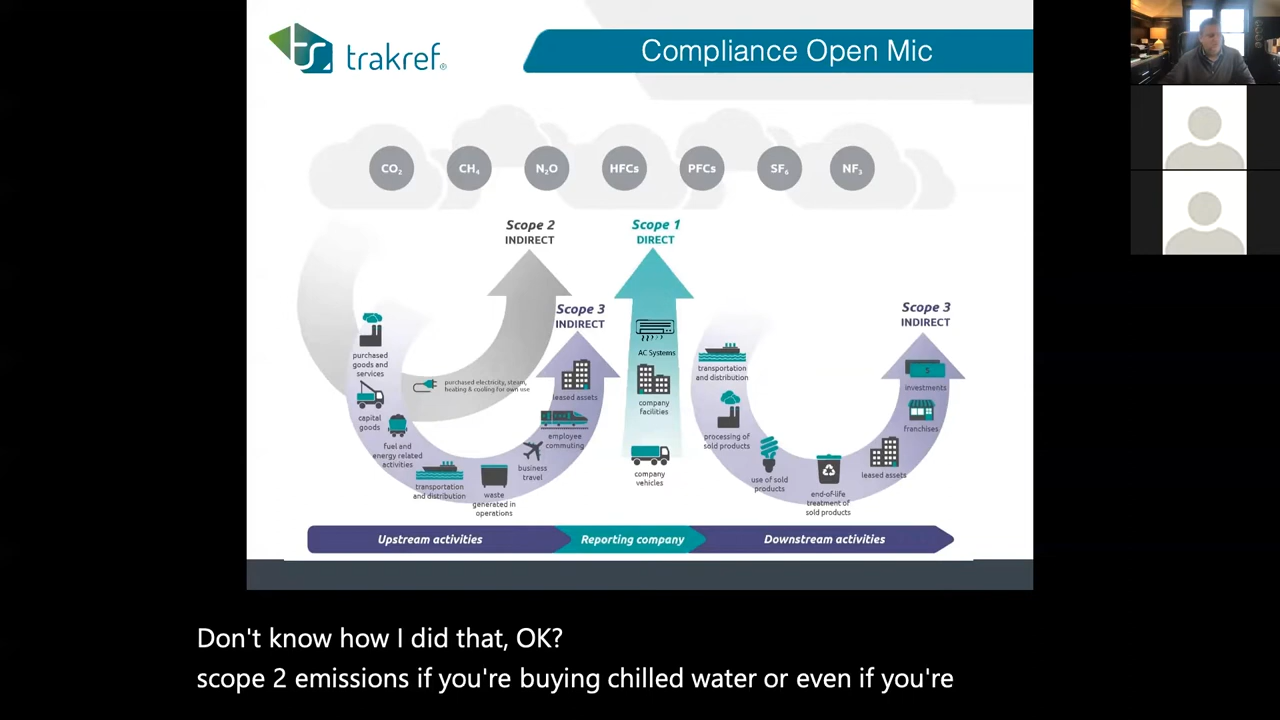 trakref
Compliance Open Mic
CO₂
CH₄
N₂O
HFCs
PFCs
SF₆
NF₃
Scope 2
INDIRECT
Scope 1
DIRECT
Scope 3
INDIRECT
Scope 3
INDIRECT
purchased
goods and
services
capital
goods
fuel and
energy related
activities
transportation
and distribution
waste
generated in
operations
business
travel
employee
commuting
leased assets
purchased electricity, steam,
heating & cooling for own use
AC Systems
company
facilities
company
vehicles
transportation
and distribution
processing of
sold products
use of sold
products
end-of-life
treatment of
sold products
leased assets
franchises
investments
$
Upstream activities
Reporting company
Downstream activities
Don't know how I did that, OK?
scope 2 emissions if you're buying chilled water or even if you're